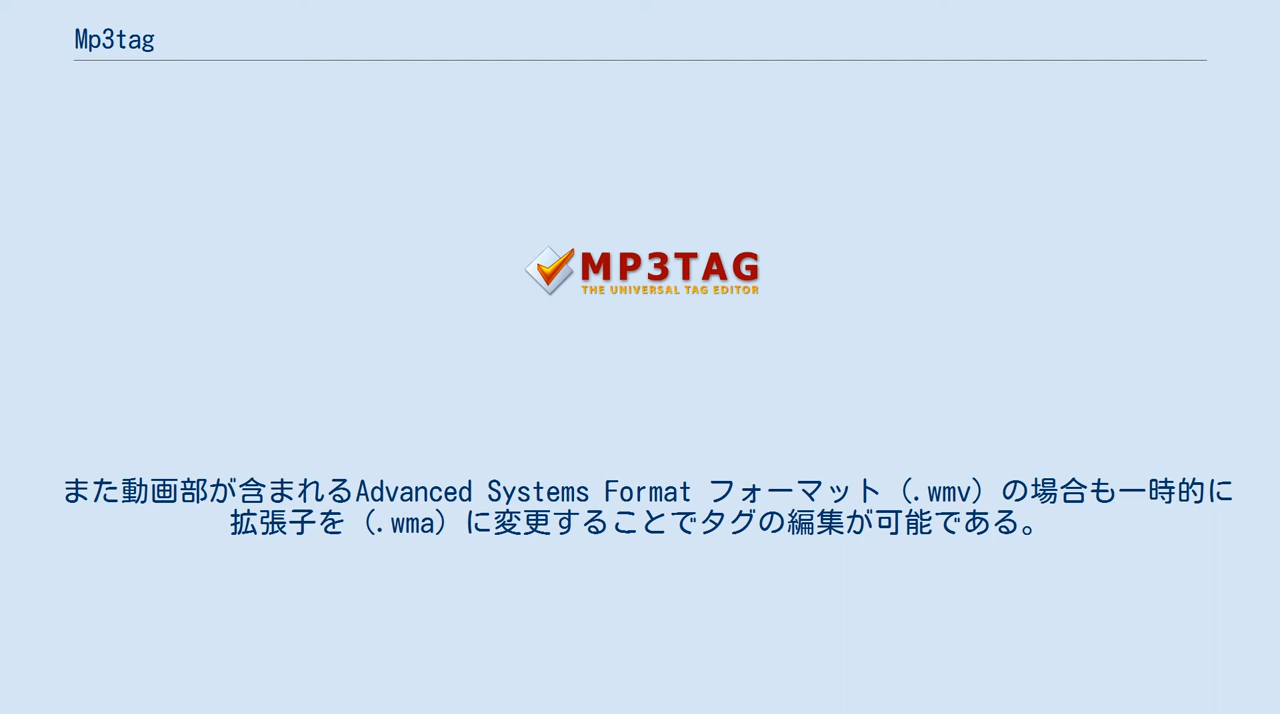 Mp3tag
MP3TAG
THE UNIVERSAL TAG EDITOR
また動画部が含まれるAdvanced Systems Format フォーマット（.wmv）の場合も一時的に
拡張子を（.wma）に変更することでタグの編集が可能である。